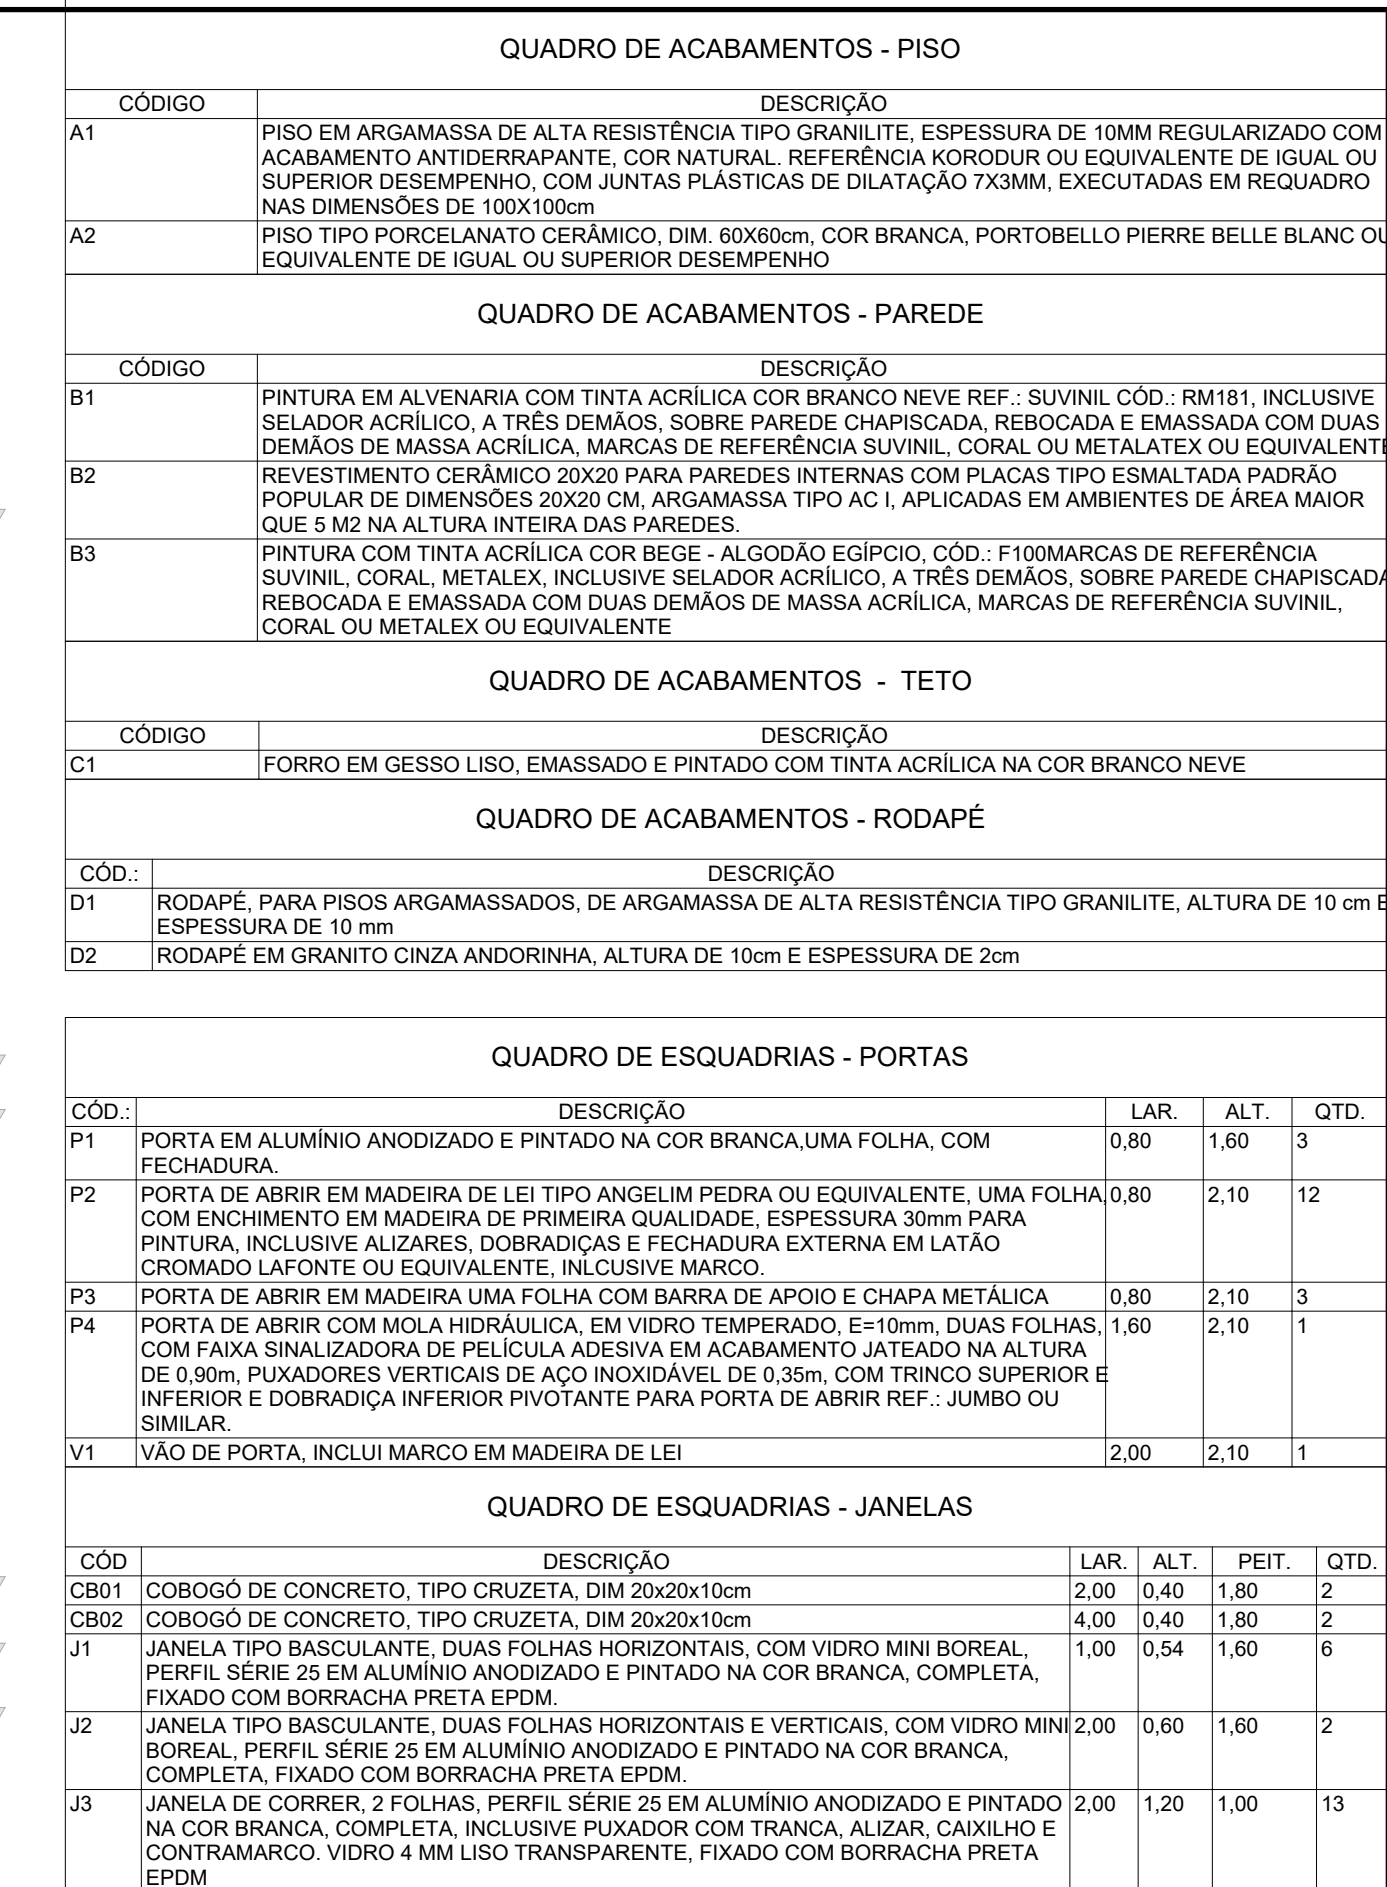 QUADRO DE ACABAMENTOS - PISO
CÓDIGO DESCRIÇÃO
A1 PISO EM ARGAMASSA DE ALTA RESISTÊNCIA TIPO GRANILITE, ESPESSURA DE 10MM REGULARIZADO COM
ACABAMENTO ANTIDERRAPANTE, COR NATURAL. REFERÊNCIA KORODUR OU EQUIVALENTE DE IGUAL OU
SUPERIOR DESEMPENHO, COM JUNTAS PLÁSTICAS DE DILATAÇÃO 7X3MM, EXECUTADAS EM REQUADRO
NAS DIMENSÕES DE 100X100cm
A2 PISO TIPO PORCELANATO CERÂMICO, DIM. 60X60cm, COR BRANCA, PORTOBELLO PIERRE BELLE BLANC OU
EQUIVALENTE DE IGUAL OU SUPERIOR DESEMPENHO
QUADRO DE ACABAMENTOS - PAREDE
CÓDIGO DESCRIÇÃO
B1 PINTURA EM ALVENARIA COM TINTA ACRÍLICA COR BRANCO NEVE REF.: SUVINIL CÓD.: RM181, INCLUSIVE
SELADOR ACRÍLICO, A TRÊS DEMÃOS, SOBRE PAREDE CHAPISCADA, REBOCADA E EMASSADA COM DUAS
DEMÃOS DE MASSA ACRÍLICA, MARCAS DE REFERÊNCIA SUVINIL, CORAL OU METALATEX OU EQUIVALENTE
B2 REVESTIMENTO CERÂMICO 20X20 PARA PAREDES INTERNAS COM PLACAS TIPO ESMALTADA PADRÃO
POPULAR DE DIMENSÕES 20X20 CM, ARGAMASSA TIPO AC I, APLICADAS EM AMBIENTES DE ÁREA MAIOR
QUE 5 M2 NA ALTURA INTEIRA DAS PAREDES.
B3 PINTURA COM TINTA ACRÍLICA COR BEGE - ALGODÃO EGÍPCIO, CÓD.: F100MARCAS DE REFERÊNCIA
SUVINIL, CORAL, METALEX, INCLUSIVE SELADOR ACRÍLICO, A TRÊS DEMÃOS, SOBRE PAREDE CHAPISCADA
REBOCADA E EMASSADA COM DUAS DEMÃOS DE MASSA ACRÍLICA, MARCAS DE REFERÊNCIA SUVINIL,
CORAL OU METALEX OU EQUIVALENTE
QUADRO DE ACABAMENTOS - TETO
CÓDIGO DESCRIÇÃO
C1 FORRO EM GESSO LISO, EMASSADO E PINTADO COM TINTA ACRÍLICA NA COR BRANCO NEVE
QUADRO DE ACABAMENTOS - RODAPÉ
CÓD.: DESCRIÇÃO
D1 RODAPÉ, PARA PISOS ARGAMASSADOS, DE ARGAMASSA DE ALTA RESISTÊNCIA TIPO GRANILITE, ALTURA DE 10 cm E
ESPESSURA DE 10 mm
D2 RODAPÉ EM GRANITO CINZA ANDORINHA, ALTURA DE 10cm E ESPESSURA DE 2cm
QUADRO DE ESQUADRIAS - PORTAS
CÓD.: DESCRIÇÃO LAR. ALT. QTD.
P1 PORTA EM ALUMÍNIO ANODIZADO E PINTADO NA COR BRANCA,UMA FOLHA, COM 0,80 1,60 3
FECHADURA.
P2 PORTA DE ABRIR EM MADEIRA DE LEI TIPO ANGELIM PEDRA OU EQUIVALENTE, UMA FOLHA, 0,80 2,10 12
COM ENCHIMENTO EM MADEIRA DE PRIMEIRA QUALIDADE, ESPESSURA 30mm PARA
PINTURA, INCLUSIVE ALIZARES, DOBRADIÇAS E FECHADURA EXTERNA EM LATÃO
CROMADO LAFONTE OU EQUIVALENTE, INLCUSIVE MARCO.
P3 PORTA DE ABRIR EM MADEIRA UMA FOLHA COM BARRA DE APOIO E CHAPA METÁLICA 0,80 2,10 3
P4 PORTA DE ABRIR COM MOLA HIDRÁULICA, EM VIDRO TEMPERADO, E=10mm, DUAS FOLHAS, 1,60 2,10 1
COM FAIXA SINALIZADORA DE PELÍCULA ADESIVA EM ACABAMENTO JATEADO NA ALTURA
DE 0,90m, PUXADORES VERTICAIS DE AÇO INOXIDÁVEL DE 0,35m, COM TRINCO SUPERIOR E
INFERIOR E DOBRADIÇA INFERIOR PIVOTANTE PARA PORTA DE ABRIR REF.: JUMBO OU
SIMILAR.
V1 VÃO DE PORTA, INCLUI MARCO EM MADEIRA DE LEI 2,00 2,10 1
QUADRO DE ESQUADRIAS - JANELAS
CÓD DESCRIÇÃO LAR. ALT. PEIT. QTD.
CB01 COBOGÓ DE CONCRETO, TIPO CRUZETA, DIM 20x20x10cm 2,00 0,40 1,80 2
CB02 COBOGÓ DE CONCRETO, TIPO CRUZETA, DIM 20x20x10cm 4,00 0,40 1,80 2
J1 JANELA TIPO BASCULANTE, DUAS FOLHAS HORIZONTAIS, COM VIDRO MINI BOREAL, 1,00 0,54 1,60 6
PERFIL SÉRIE 25 EM ALUMÍNIO ANODIZADO E PINTADO NA COR BRANCA, COMPLETA,
FIXADO COM BORRACHA PRETA EPDM.
J2 JANELA TIPO BASCULANTE, DUAS FOLHAS HORIZONTAIS E VERTICAIS, COM VIDRO MINI 2,00 0,60 1,60 2
BOREAL, PERFIL SÉRIE 25 EM ALUMÍNIO ANODIZADO E PINTADO NA COR BRANCA,
COMPLETA, FIXADO COM BORRACHA PRETA EPDM.
J3 JANELA DE CORRER, 2 FOLHAS, PERFIL SÉRIE 25 EM ALUMÍNIO ANODIZADO E PINTADO 2,00 1,20 1,00 13
NA COR BRANCA, COMPLETA, INCLUSIVE PUXADOR COM TRANCA, ALIZAR, CAIXILHO E
CONTRAMARCO. VIDRO 4 MM LISO TRANSPARENTE, FIXADO COM BORRACHA PRETA
EPDM